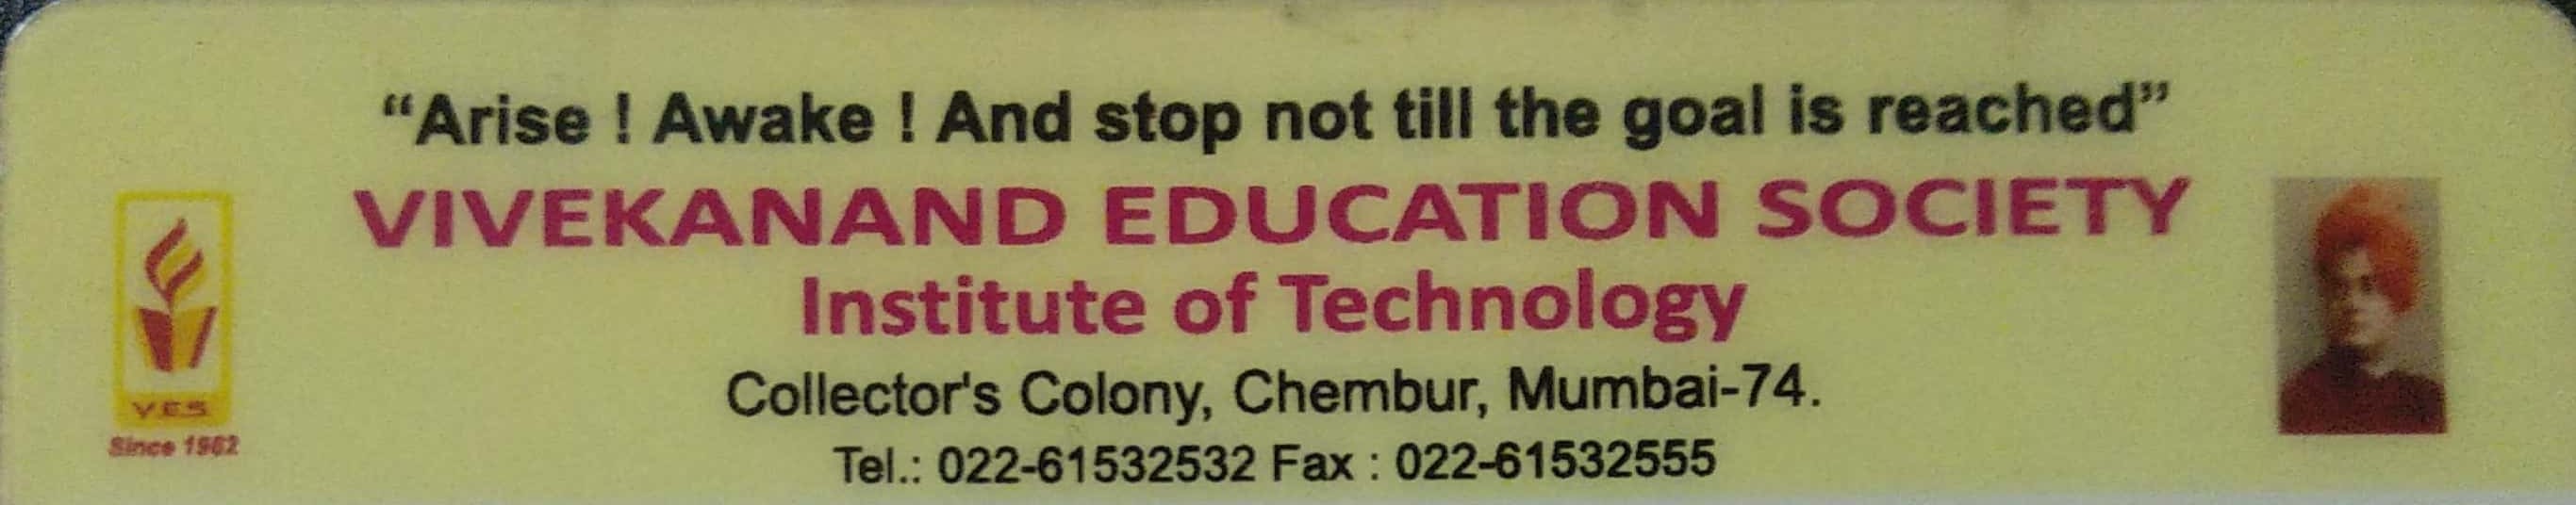 “Arise ! Awake ! And stop not till the goal is reached”
VIVEKANAND EDUCATION SOCIETY
Institute of Technology
Collector's Colony, Chembur, Mumbai-74.
Tel.: 022-61532532 Fax : 022-61532555
V.E.S.
Since 1962